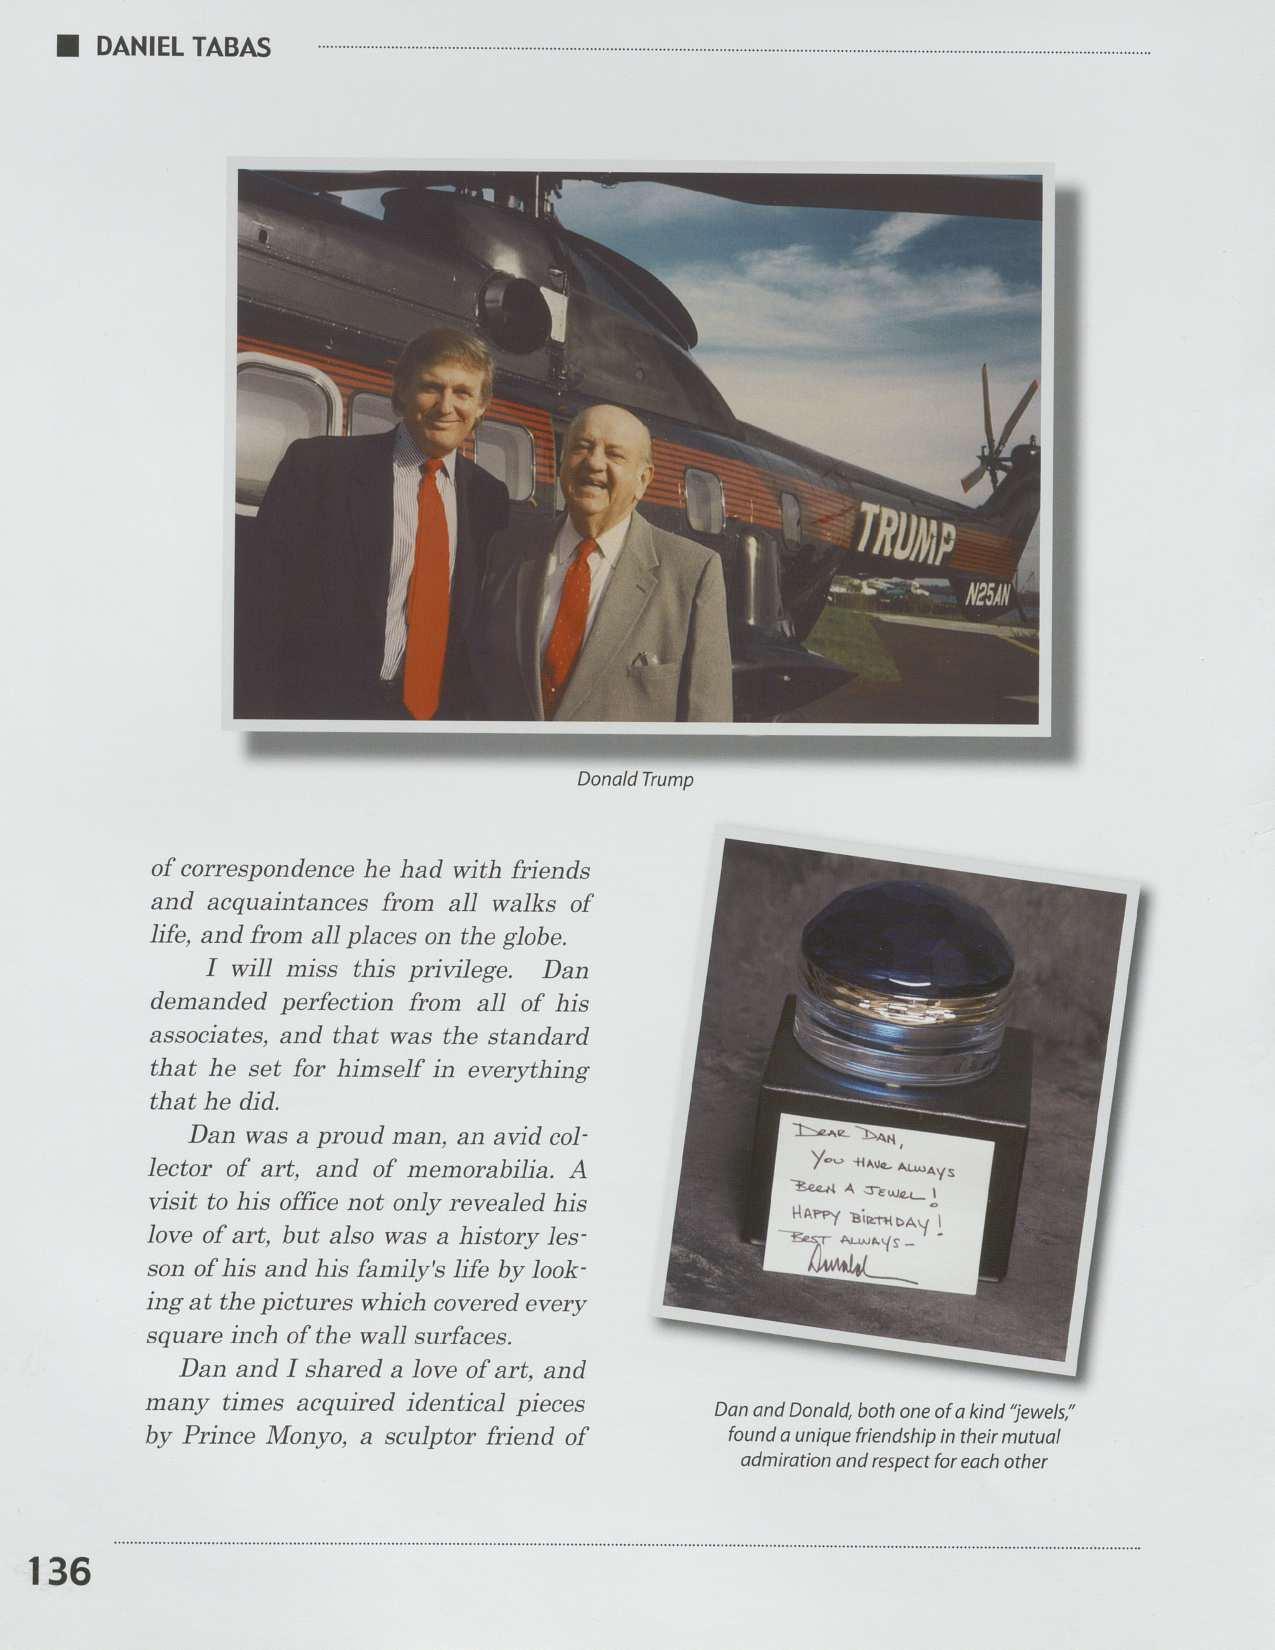 DANIEL TABAS
TRUMP
N25AN
Donald Trump
of correspondence he had with friends
and acquaintances from all walks of
life, and from all places on the globe.
I will miss this privilege. Dan
demanded perfection from all of his
associates, and that was the standard
that he set for himself in everything
that he did.
Dan was a proud man, an avid col-
lector of art, and of memorabilia. A
visit to his office not only revealed his
love of art, but also was a history les-
son of his and his family's life by look-
ing at the pictures which covered every
square inch of the wall surfaces.
Dan and I shared a love of art, and
many times acquired identical pieces
by Prince Monyo, a sculptor friend of
DEAR DAN,
YOU HAVE ALWAYS
BEEN A JEWEL!
HAPPY BIRTHDAY!
BEST ALWAYS-
Donald
Dan and Donald, both one of a kind "jewels,"
found a unique friendship in their mutual
admiration and respect for each other
136